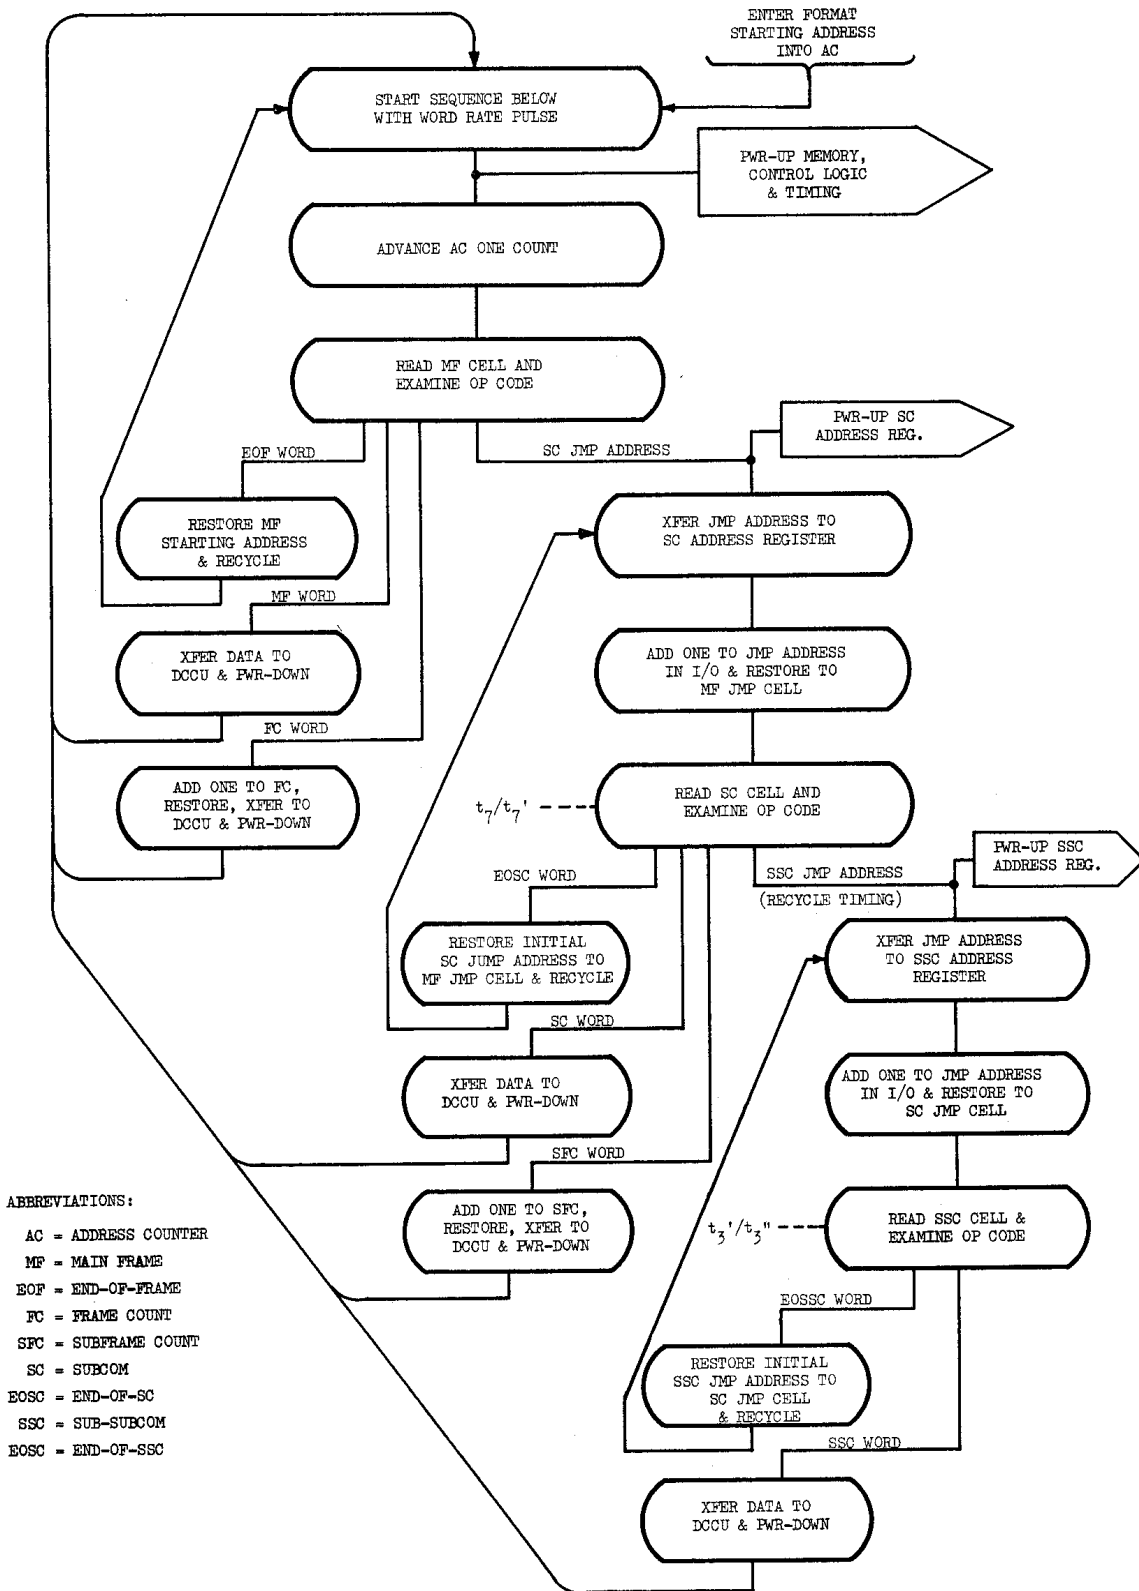 ENTER FORMAT
STARTING ADDRESS
INTO AC
START SEQUENCE BELOW
WITH WORD RATE PULSE
PWR-UP MEMORY,
CONTROL LOGIC
& TIMING
ADVANCE AC ONE COUNT
READ MF CELL AND
EXAMINE OP CODE
PWR-UP SC
ADDRESS REG.
EOF WORD
SC JMP ADDRESS
RESTORE MF
STARTING ADDRESS
& RECYCLE
XFER JMP ADDRESS TO
SC ADDRESS REGISTER
MF WORD
XFER DATA TO
DCCU & PWR-DOWN
ADD ONE TO JMP ADDRESS
IN I/O & RESTORE TO
MF JMP CELL
FC WORD
ADD ONE TO FC,
RESTORE, XFER TO
DCCU & PWR-DOWN
t7/t7'
READ SC CELL AND
EXAMINE OP CODE
PWR-UP SSC
ADDRESS REG.
EOSC WORD
SSC JMP ADDRESS
(RECYCLE TIMING)
RESTORE INITIAL
SC JUMP ADDRESS TO
MF JMP CELL & RECYCLE
XFER JMP ADDRESS
TO SSC ADDRESS
REGISTER
SC WORD
XFER DATA TO
DCCU & PWR-DOWN
ADD ONE TO JMP ADDRESS
IN I/O & RESTORE TO
SC JMP CELL
SFC WORD
ADD ONE TO SFC,
RESTORE, XFER TO
DCCU & PWR-DOWN
t3'/t3"
READ SSC CELL &
EXAMINE OP CODE
EOSSC WORD
RESTORE INITIAL
SSC JMP ADDRESS TO
SC JMP CELL
& RECYCLE
SSC WORD
XFER DATA TO
DCCU & PWR-DOWN
ABBREVIATIONS:
AC = ADDRESS COUNTER
MF = MAIN FRAME
EOF = END-OF-FRAME
FC = FRAME COUNT
SFC = SUBFRAME COUNT
SC = SUBCOM
EOSC = END-OF-SC
SSC = SUB-SUBCOM
EOSC = END-OF-SSC